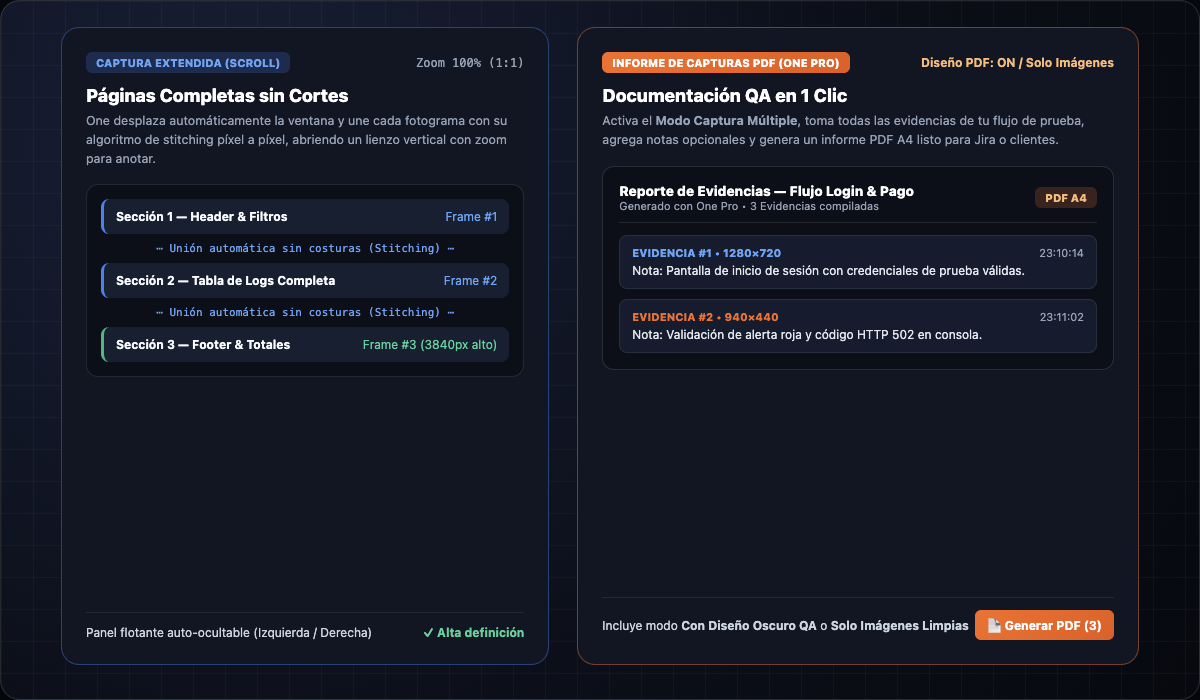 CAPTURA EXTENDIDA (SCROLL)
Zoom 100% (1:1)
Páginas Completas sin Cortes
One desplaza automáticamente la ventana y une cada fotograma con su
algoritmo de stitching píxel a píxel, abriendo un lienzo vertical con zoom
para anotar.
Sección 1 — Header & Filtros
Frame #1
┄ Unión automática sin costuras (Stitching) ┄
Sección 2 — Tabla de Logs Completa
Frame #2
┄ Unión automática sin costuras (Stitching) ┄
Sección 3 — Footer & Totales
Frame #3 (3840px alto)
Panel flotante auto-ocultable (Izquierda / Derecha)
✓ Alta definición
INFORME DE CAPTURAS PDF (ONE PRO)
Diseño PDF: ON / Solo Imágenes
Documentación QA en 1 Clic
Activa el Modo Captura Múltiple, toma todas las evidencias de tu flujo de prueba,
agrega notas opcionales y genera un informe PDF A4 listo para Jira o clientes.
Reporte de Evidencias — Flujo Login & Pago
Generado con One Pro • 3 Evidencias compiladas
PDF A4
EVIDENCIA #1 • 1280×720
23:10:14
Nota: Pantalla de inicio de sesión con credenciales de prueba válidas.
EVIDENCIA #2 • 940×440
23:11:02
Nota: Validación de alerta roja y código HTTP 502 en consola.
Incluye modo Con Diseño Oscuro QA o Solo Imágenes Limpias
Generar PDF (3)